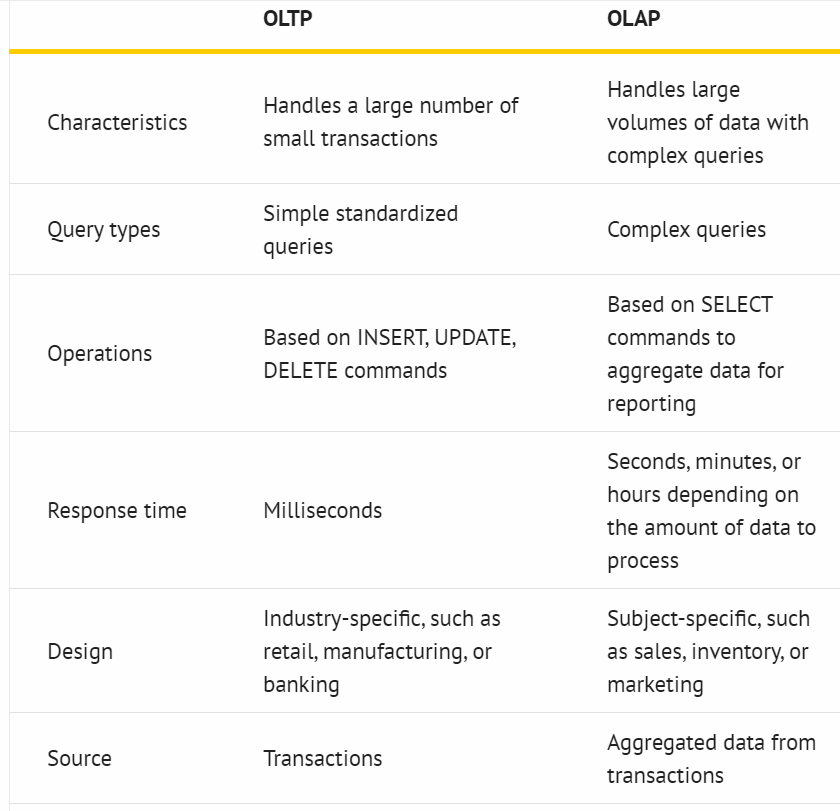 OLTP OLAP
Characteristics
Handles a large number of
small transactions
Handles large
volumes of data with
complex queries
Query types
Simple standardized
queries
Complex queries
Operations
Based on INSERT, UPDATE,
DELETE commands
Based on SELECT
commands to
aggregate data for
reporting
Response time
Milliseconds
Seconds, minutes, or
hours depending on
the amount of data to
process
Design
Industry-specific, such as
retail, manufacturing, or
banking
Subject-specific, such
as sales, inventory, or
marketing
Source
Transactions
Aggregated data from
transactions